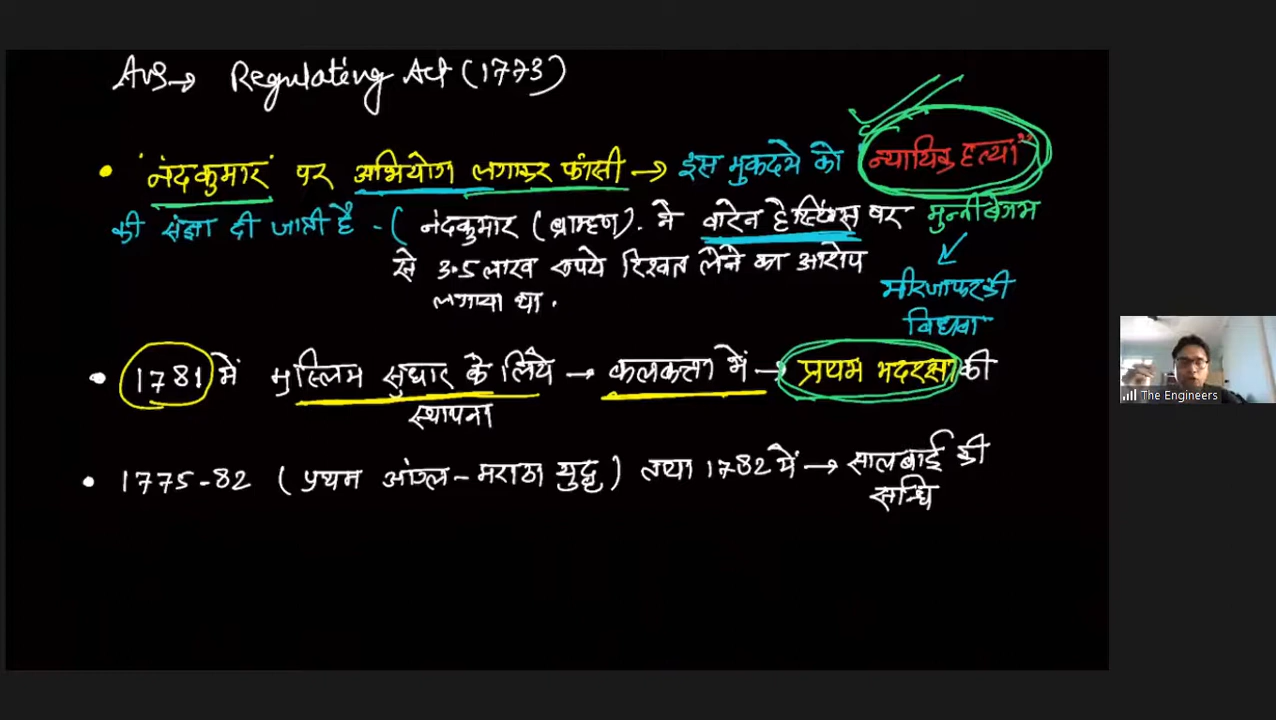 Ans → Regulating Act (1773)
• 'नंदकुमार' पर अभियोग लगाकर फांसी → इस मुकदमे को "न्यायिक हत्या"
की संज्ञा दी जाती है - ( नंदकुमार (ब्राम्हण). ने वारेन हेस्टिंग्स पर मुन्नीबेगम
से 3.5 लाख रुपये रिश्वत लेने का आरोप
लगाया था.
मीरजाफर की
विधवा
• 1781 में मुस्लिम सुधार के लिये → कलकत्ता में → प्रथम मदरसा की
स्थापना
• 1775-82 ( प्रथम आंग्ल-मराठा युद्ध ) तथा 1782 में → सालबाई की
सन्धि
The Engineers